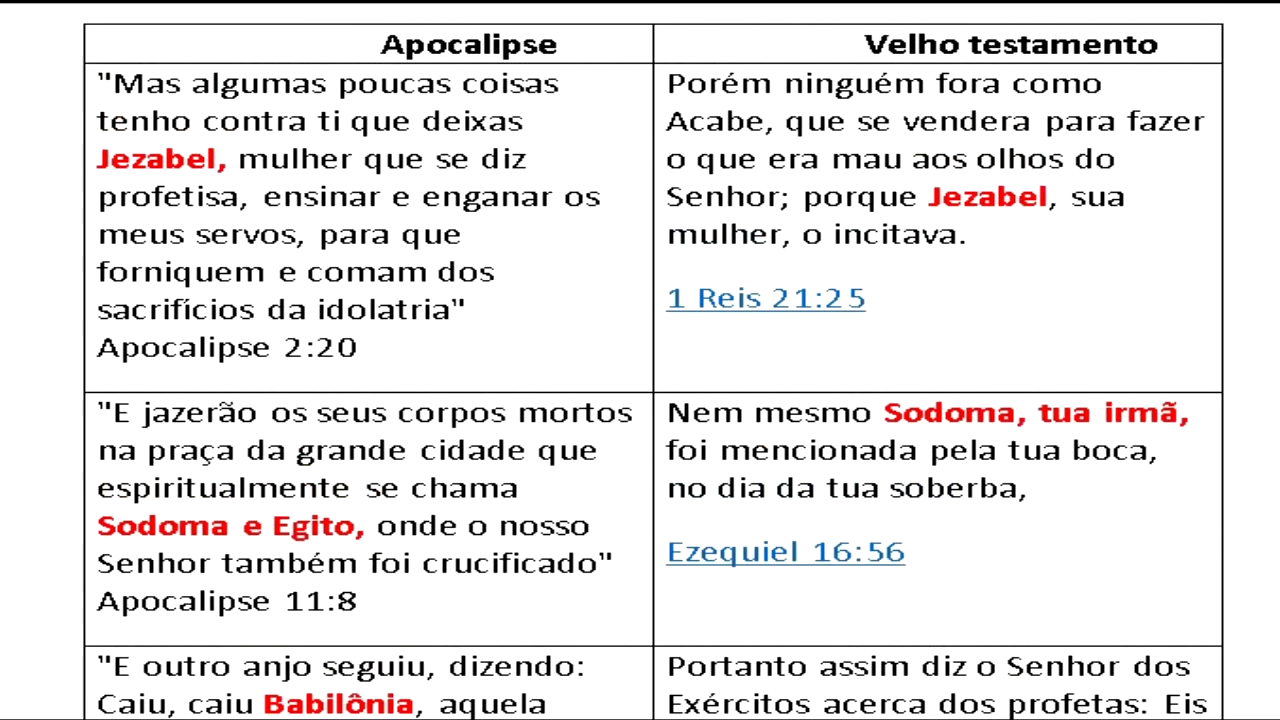 Apocalipse
Velho testamento
"Mas algumas poucas coisas
tenho contra ti que deixas
Jezabel, mulher que se diz
profetisa, ensinar e enganar os
meus servos, para que
forniquem e comam dos
sacrifícios da idolatria"
Apocalipse 2:20
Porém ninguém fora como
Acabe, que se vendera para fazer
o que era mau aos olhos do
Senhor; porque Jezabel, sua
mulher, o incitava.
1 Reis 21:25
"E jazerão os seus corpos mortos
na praça da grande cidade que
espiritualmente se chama
Sodoma e Egito, onde o nosso
Senhor também foi crucificado"
Apocalipse 11:8
Nem mesmo Sodoma, tua irmã,
foi mencionada pela tua boca,
no dia da tua soberba,
Ezequiel 16:56
"E outro anjo seguiu, dizendo:
Caiu, caiu Babilônia, aquela
Portanto assim diz o Senhor dos
Exércitos acerca dos profetas: Eis